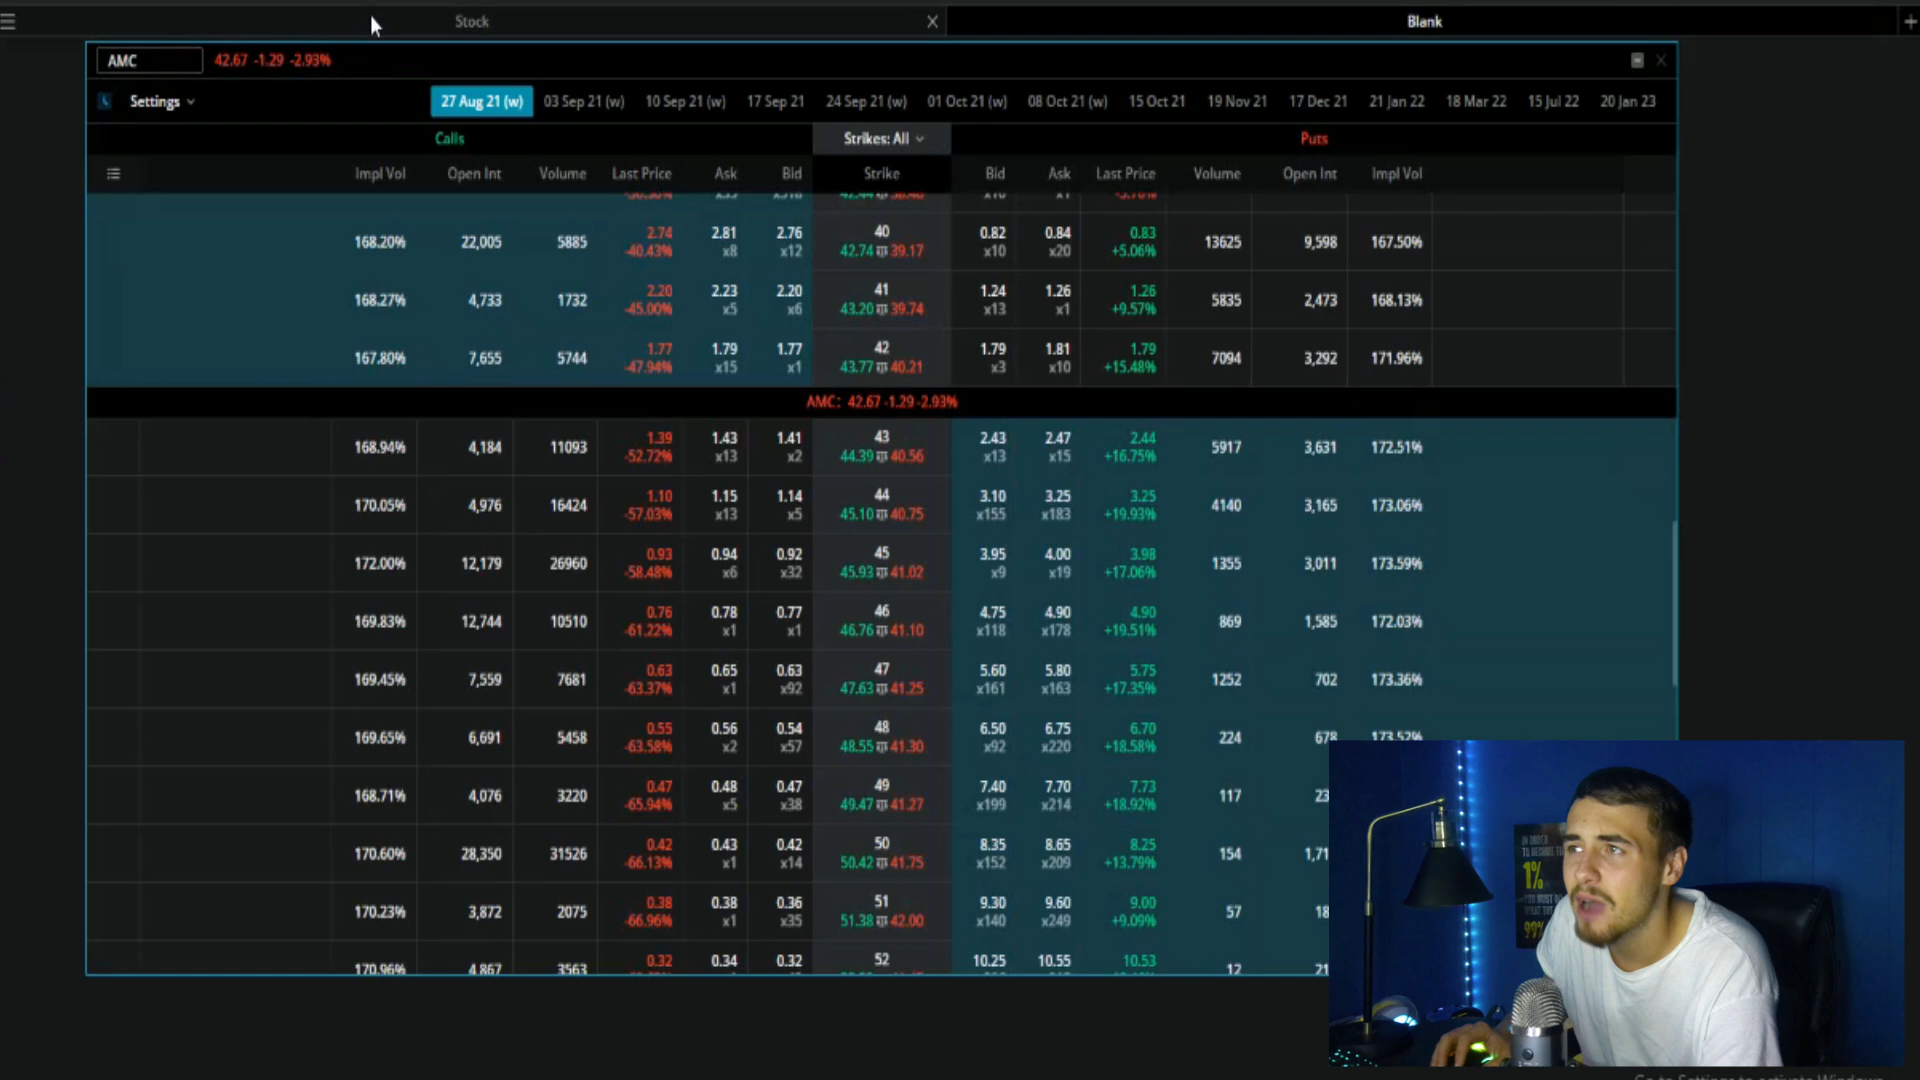 Stock
Blank
AMC 42.67 -1.29 -2.93%
Settings 27 Aug 21 (w) 03 Sep 21 (w) 10 Sep 21 (w) 17 Sep 21 24 Sep 21 (w) 01 Oct 21 (w) 08 Oct 21 (w) 15 Oct 21 19 Nov 21 17 Dec 21 21 Jan 22 18 Mar 22 15 Jul 22 20 Jan 23
Calls Strikes: All Puts
Impl Vol Open Int Volume Last Price Ask Bid Strike Bid Ask Last Price Volume Open Int Impl Vol
168.20% 22,005 5885 2.74 2.81 2.76 40 0.82 0.84 0.83 13625 9,598 167.50%
-40.43% x8 x12 42.74 39.17 x10 x20 +5.06%
168.27% 4,733 1732 2.20 2.23 2.20 41 1.24 1.26 1.26 5835 2,473 168.13%
-45.00% x5 x6 43.20 39.74 x13 x1 +9.57%
167.80% 7,655 5744 1.77 1.79 1.77 42 1.79 1.81 1.79 7094 3,292 171.96%
-47.94% x15 x1 43.77 40.21 x3 x10 +15.48%
AMC: 42.67 -1.29 -2.93%
168.94% 4,184 11093 1.39 1.43 1.41 43 2.43 2.47 2.44 5917 3,631 172.51%
-52.72% x13 x2 44.39 40.56 x13 x15 +16.75%
170.05% 4,976 16424 1.10 1.15 1.14 44 3.10 3.25 3.25 4140 3,165 173.06%
-57.03% x13 x5 45.10 40.75 x155 x183 +19.93%
172.00% 12,179 26960 0.93 0.94 0.92 45 3.95 4.00 3.98 1355 3,011 173.59%
-58.48% x6 x32 45.93 41.02 x9 x19 +17.06%
169.83% 12,744 10510 0.76 0.78 0.77 46 4.75 4.90 4.90 869 1,585 172.03%
-61.22% x1 x1 46.76 41.10 x118 x178 +19.51%
169.45% 7,559 7681 0.63 0.65 0.63 47 5.60 5.80 5.75 1252 702 173.36%
-63.37% x1 x92 47.63 41.25 x161 x163 +17.35%
169.65% 6,691 5458 0.55 0.56 0.54 48 6.50 6.75 6.70 224 678 173.52%
-63.58% x2 x57 48.55 41.30 x92 x220 +18.58%
168.71% 4,076 3220 0.47 0.48 0.47 49 7.40 7.70 7.73 117 23
-65.94% x5 x38 49.47 41.27 x199 x214 +18.92%
170.60% 28,350 31526 0.42 0.43 0.42 50 8.35 8.65 8.25 154 1,71
-66.13% x1 x14 50.42 41.75 x152 x209 +13.79%
170.23% 3,872 2075 0.38 0.38 0.36 51 9.30 9.60 9.00 57 18
-66.96% x1 x35 51.38 42.00 x140 x249 +9.09%
170.96% 4,867 3563 0.32 0.34 0.32 52 10.25 10.55 10.53 12 21
IN ORDER
TO BECOME
1%
YOU MUST
WHAT THE
99%